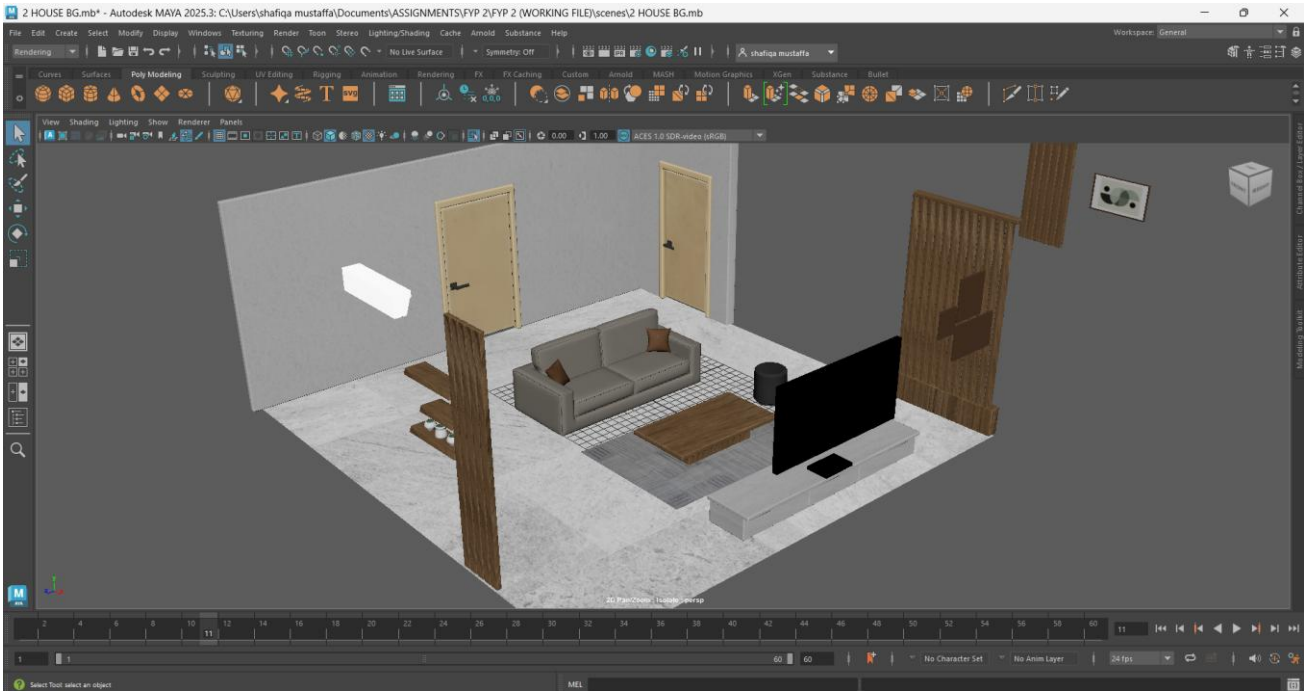 2 HOUSE BG.mb* - Autodesk MAYA 2025.3: C:\Users\shafiqa mustaffa\Documents\ASSIGNMENTS\FYP 2\FYP 2 (WORKING FILE)\scenes\2 HOUSE BG.mb
File Edit Create Select Modify Display Windows Texturing Render Toon Stereo Lighting/Shading Cache Arnold Substance Help Workspace: General
Rendering No Live Surface Symmetry: Off shafiqa mustaffa
Curves Surfaces Poly Modeling Sculpting UV Editing Rigging Animation Rendering FX FX Caching Custom Arnold MASH Motion Graphics XGen Substance Bullet
T SVG 0,0,0
View Shading Lighting Show Renderer Panels
0.00 1.00 ACES 1.0 SDR-video (sRGB)
Channel Box / Layer Editor
Attribute Editor
Modeling Toolkit
2D Pan/Zoom : Isolate : persp
M
2 4 6 8 10 12 14 16 18 20 22 24 26 28 30 32 34 36 38 40 42 44 46 48 50 52 54 56 58 60
11 11
1 1 60 60 No Character Set No Anim Layer 24 fps
Select Tool: select an object MEL